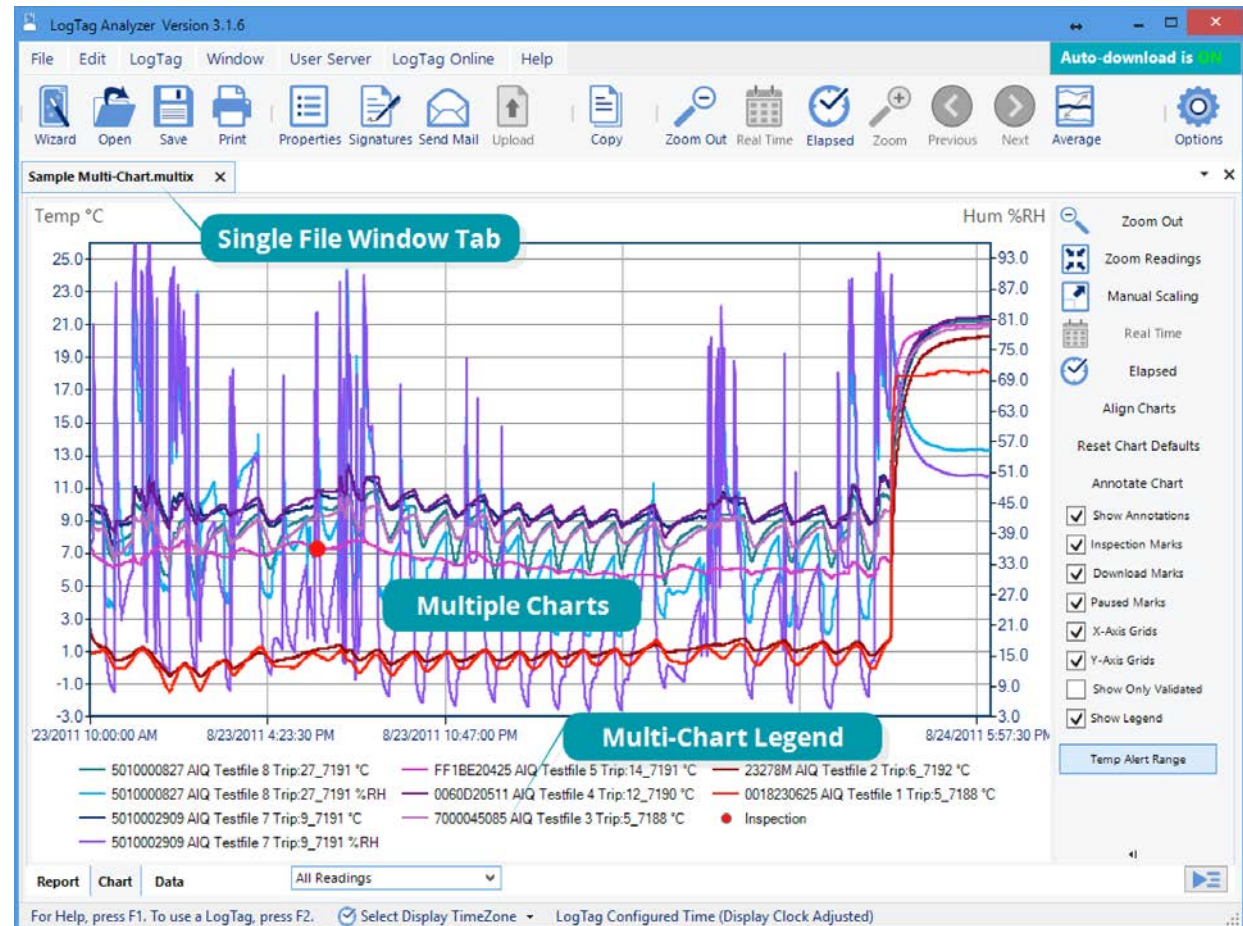 LogTag Analyzer Version 3.1.6
File Edit LogTag Window User Server LogTag Online Help
Auto-download is ON
Wizard Open Save Print Properties Signatures Send Mail Upload Copy Zoom Out Real Time Elapsed Zoom Previous Next Average Options
Sample Multi-Chart.multix X
Temp °C
Single File Window Tab
Hum %RH
25.0
23.0
21.0
19.0
17.0
15.0
13.0
11.0
9.0
7.0
5.0
3.0
1.0
-1.0
-3.0
93.0
87.0
81.0
75.0
69.0
63.0
57.0
51.0
45.0
39.0
33.0
27.0
21.0
15.0
9.0
3.0
Multiple Charts
Multi-Chart Legend
'23/2011 10:00:00 AM 8/23/2011 4:23:30 PM 8/23/2011 10:47:00 PM 8/24/2011 5:57:30 PM
5010000827 AIQ Testfile 8 Trip:27_7191 °C
5010000827 AIQ Testfile 8 Trip:27_7191 %RH
5010002909 AIQ Testfile 7 Trip:9_7191 °C
5010002909 AIQ Testfile 7 Trip:9_7191 %RH
FF1BE20425 AIQ Testfile 5 Trip:14_7191 °C
0060D20511 AIQ Testfile 4 Trip:12_7190 °C
7000045085 AIQ Testfile 3 Trip:5_7188 °C
23278M AIQ Testfile 2 Trip:6_7192 °C
0018230625 AIQ Testfile 1 Trip:5_7188 °C
Inspection
Zoom Out
Zoom Readings
Manual Scaling
Real Time
Elapsed
Align Charts
Reset Chart Defaults
Annotate Chart
Show Annotations
Inspection Marks
Download Marks
Paused Marks
X-Axis Grids
Y-Axis Grids
Show Only Validated
Show Legend
Temp Alert Range
Report Chart Data All Readings
For Help, press F1. To use a LogTag, press F2. Select Display TimeZone LogTag Configured Time (Display Clock Adjusted)